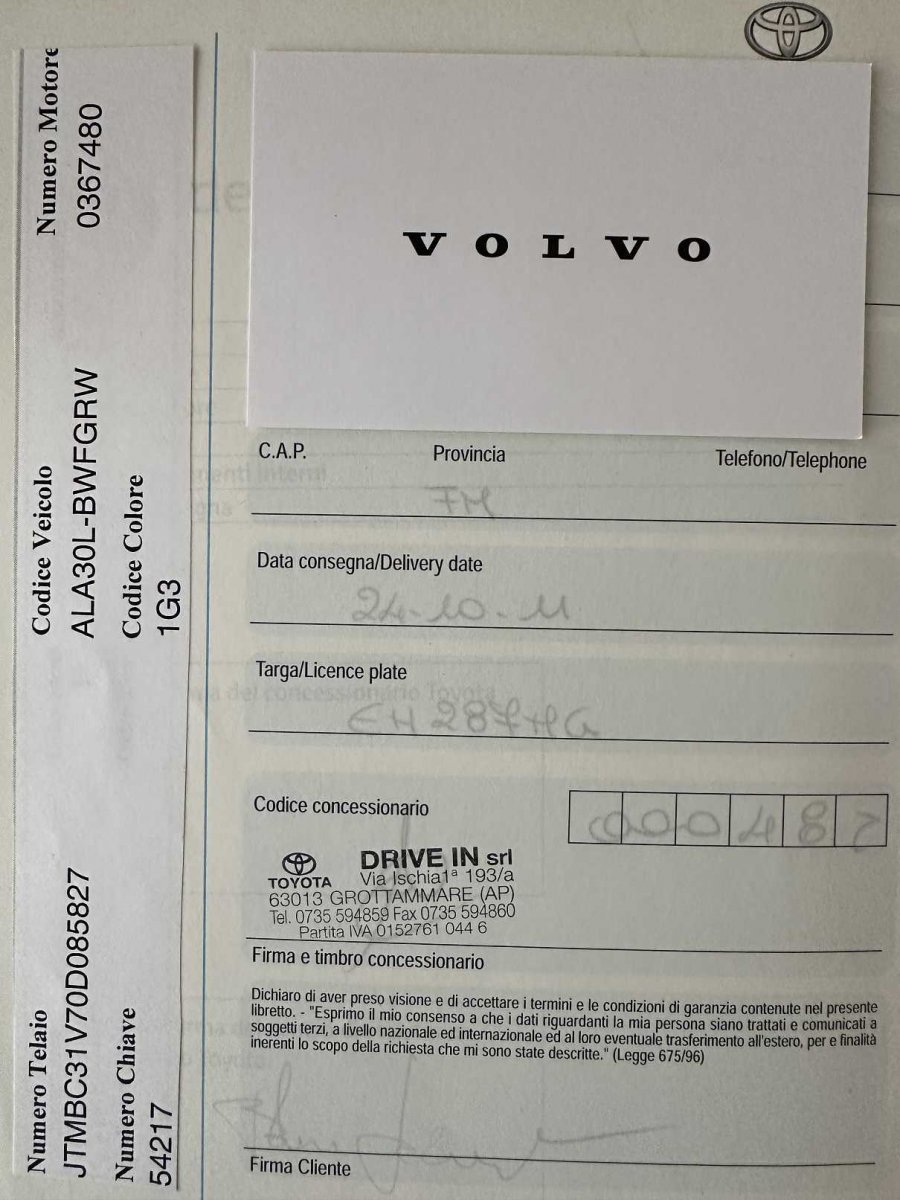 Numero Telaio
JTMBC31V70D085827
Numero Chiave
54217
Codice Veicolo
ALA30L-BWFGRW
Codice Colore
1G3
Numero Motore
0367480
VOLVO
C.A.P. Provincia Telefono/Telephone
FM
Data consegna/Delivery date
24-10-11
Targa/Licence plate
EH287HG
Codice concessionario
000487
TOYOTA
DRIVE IN srl
Via Ischia1ª 193/a
63013 GROTTAMMARE (AP)
Tel. 0735 594859 Fax 0735 594860
Partita IVA 0152761 044 6
Firma e timbro concessionario
Dichiaro di aver preso visione e di accettare i termini e le condizioni di garanzia contenute nel presente
libretto. - "Esprimo il mio consenso a che i dati riguardanti la mia persona siano trattati e comunicati a
soggetti terzi, a livello nazionale ed internazionale ed al loro eventuale trasferimento all'estero, per e finalità
inerenti lo scopo della richiesta che mi sono state descritte." (Legge 675/96)
Firma Cliente